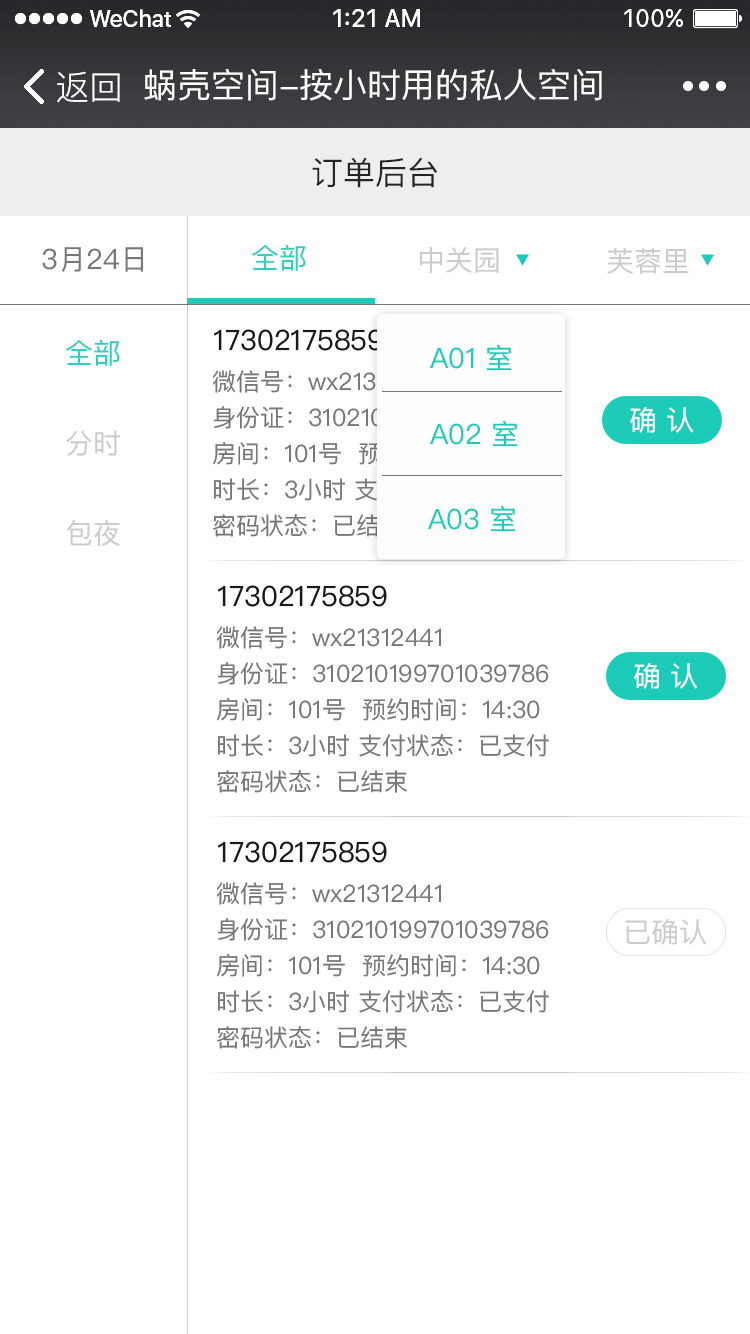 WeChat 1:21 AM 100%
返回 蜗壳空间-按小时用的私人空间
订单后台
3月24日 全部 中关园 芙蓉里
全部
分时
包夜
17302175859
微信号：wx213
身份证：31021
房间：101号
时长：3小时 支
密码状态：已结
确认
A01 室
A02 室
A03 室
17302175859
微信号：wx21312441
身份证：310210199701039786
房间：101号 预约时间：14:30
时长：3小时 支付状态：已支付
密码状态：已结束
确认
17302175859
微信号：wx21312441
身份证：310210199701039786
房间：101号 预约时间：14:30
时长：3小时 支付状态：已支付
密码状态：已结束
已确认